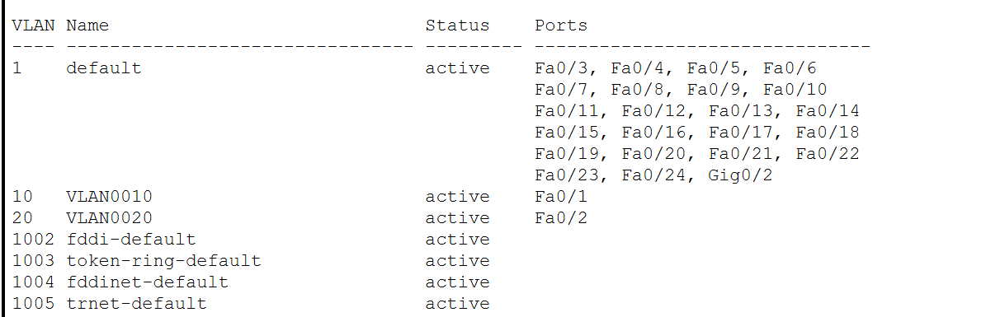 VLAN Name                             Status    Ports
---- -------------------------------- --------- -------------------------------
1    default                          active    Fa0/3, Fa0/4, Fa0/5, Fa0/6
                                                Fa0/7, Fa0/8, Fa0/9, Fa0/10
                                                Fa0/11, Fa0/12, Fa0/13, Fa0/14
                                                Fa0/15, Fa0/16, Fa0/17, Fa0/18
                                                Fa0/19, Fa0/20, Fa0/21, Fa0/22
                                                Fa0/23, Fa0/24, Gig0/2
10   VLAN0010                         active    Fa0/1
20   VLAN0020                         active    Fa0/2
1002 fddi-default                     active
1003 token-ring-default               active
1004 fddinet-default                  active
1005 trnet-default                    active